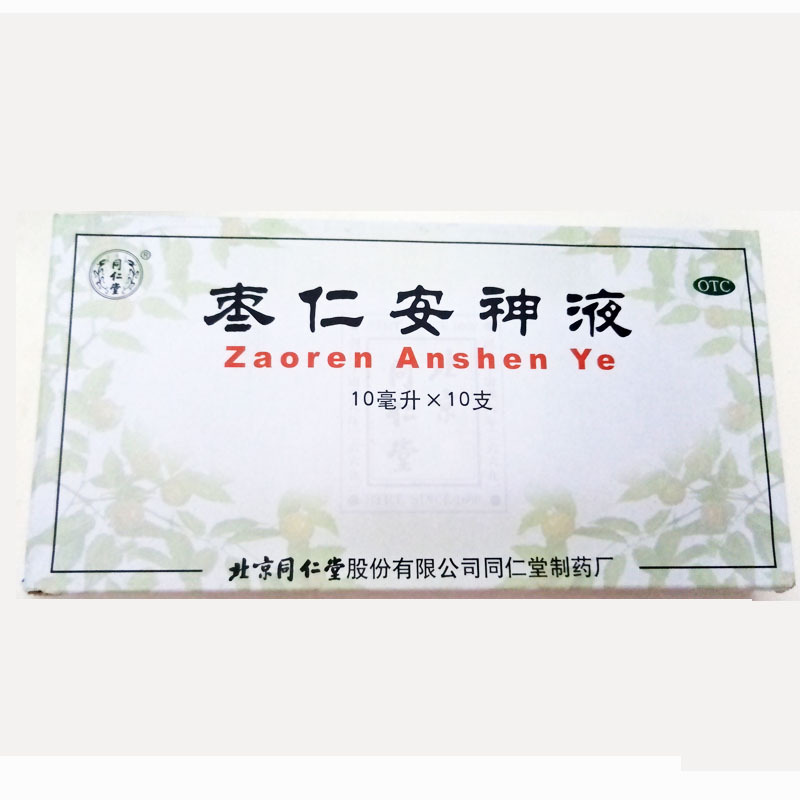 同仁堂
®
OTC
枣仁安神液
Zaoren Anshen Ye
10毫升×10支
北京同仁堂股份有限公司同仁堂制药厂